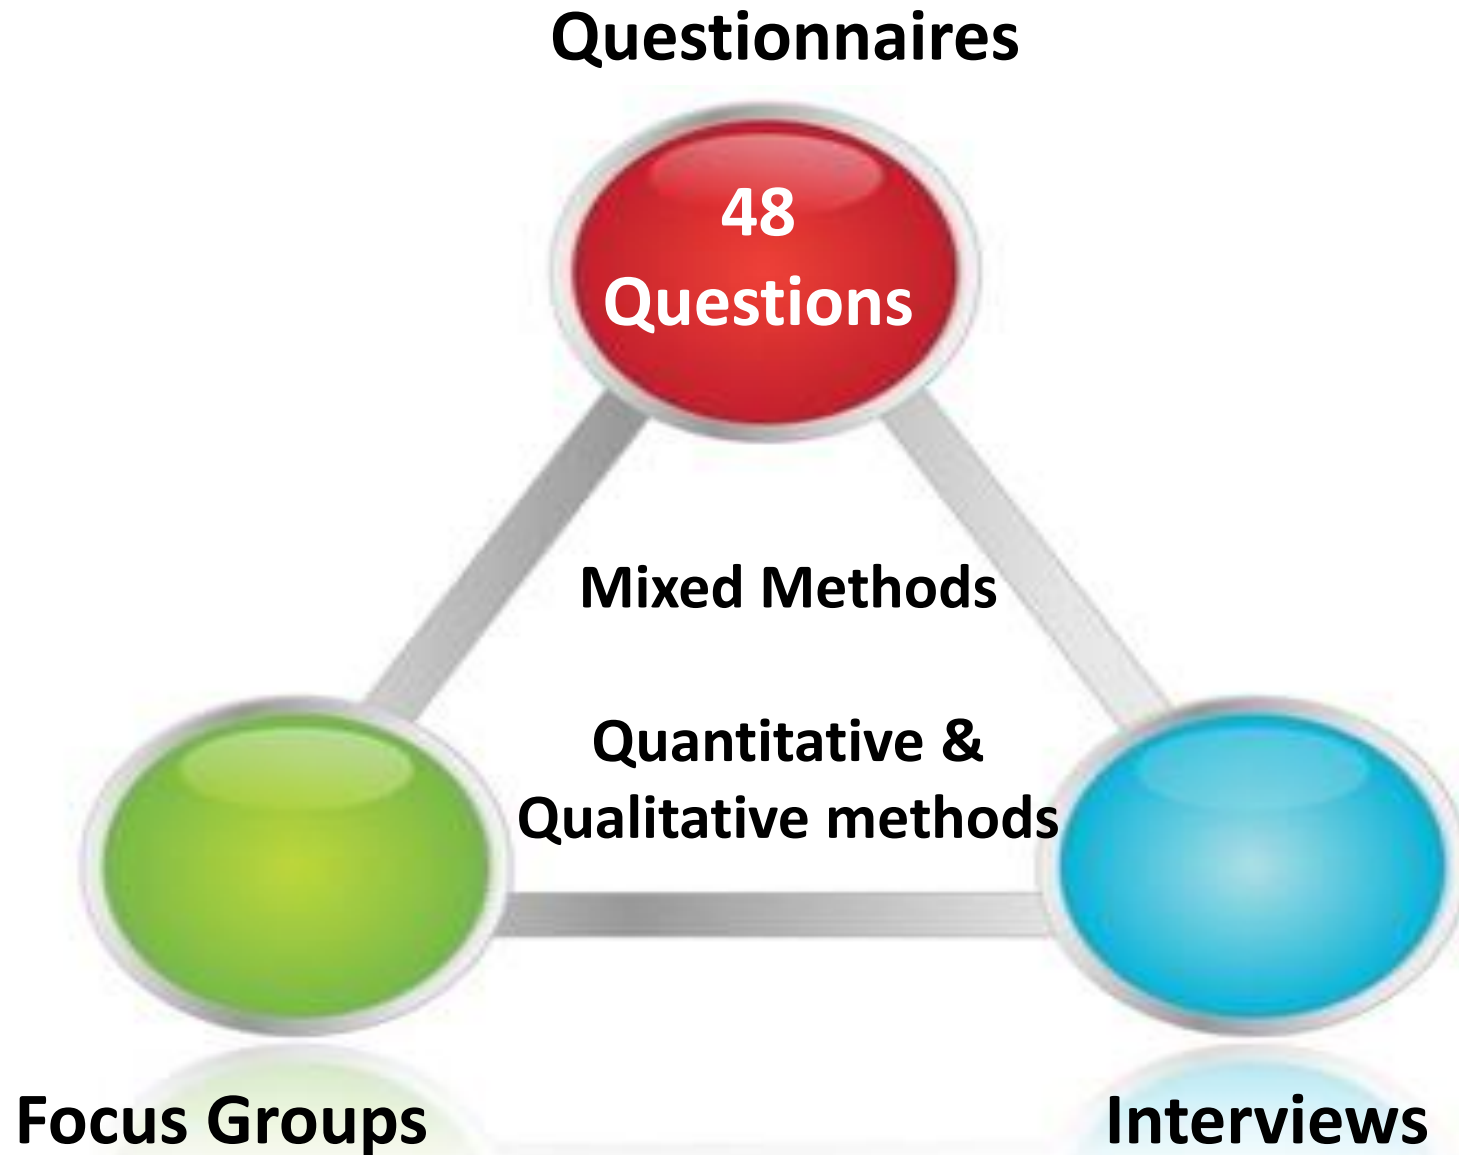 Questionnaires
48
Questions
Mixed Methods
Quantitative &
Qualitative methods
Focus Groups
Interviews